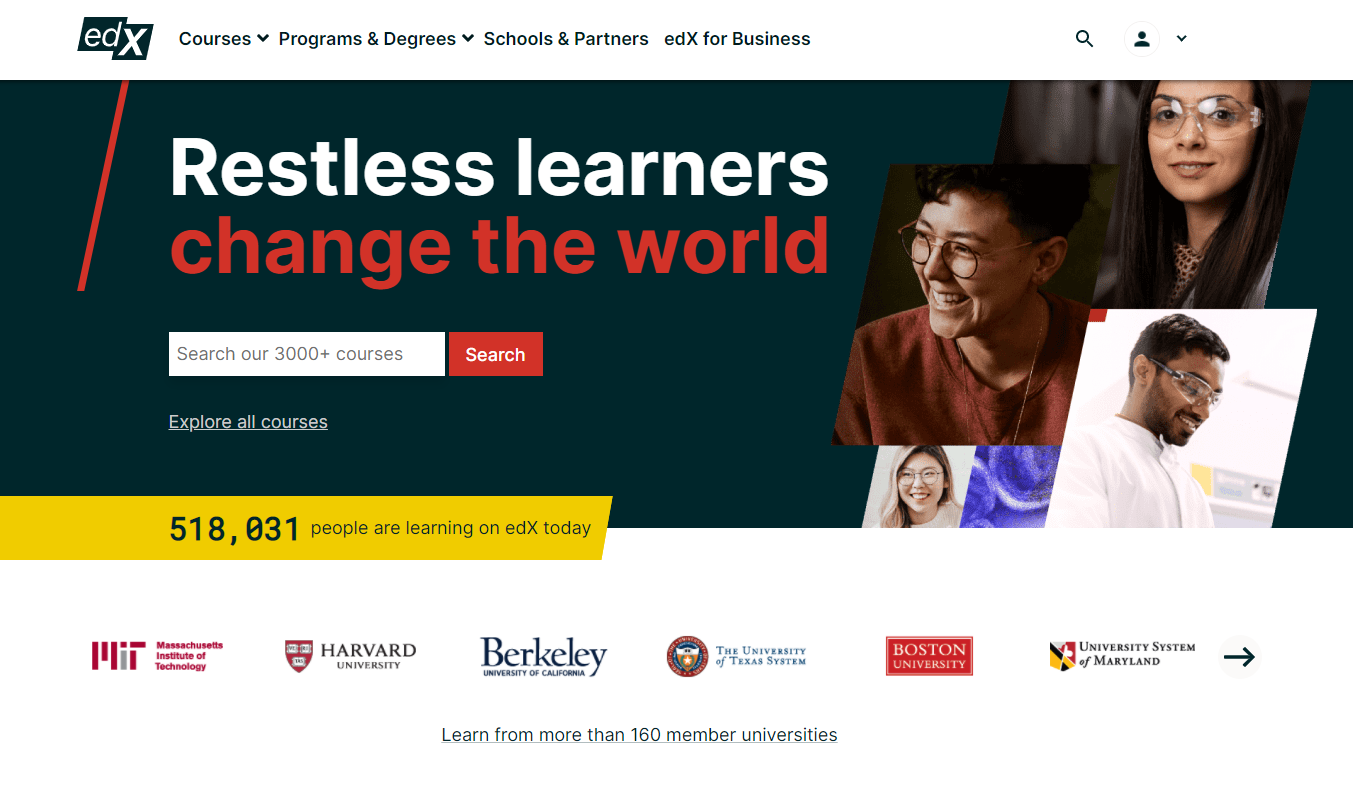 edX
Courses Programs & Degrees Schools & Partners edX for Business
Restless learners
change the world
Search our 3000+ courses Search
Explore all courses
518,031 people are learning on edX today
MIT Massachusetts
Institute of
Technology
HARVARD
UNIVERSITY
Berkeley
UNIVERSITY OF CALIFORNIA
THE UNIVERSITY
of TEXAS SYSTEM
BOSTON
UNIVERSITY
UNIVERSITY SYSTEM
of MARYLAND
Learn from more than 160 member universities